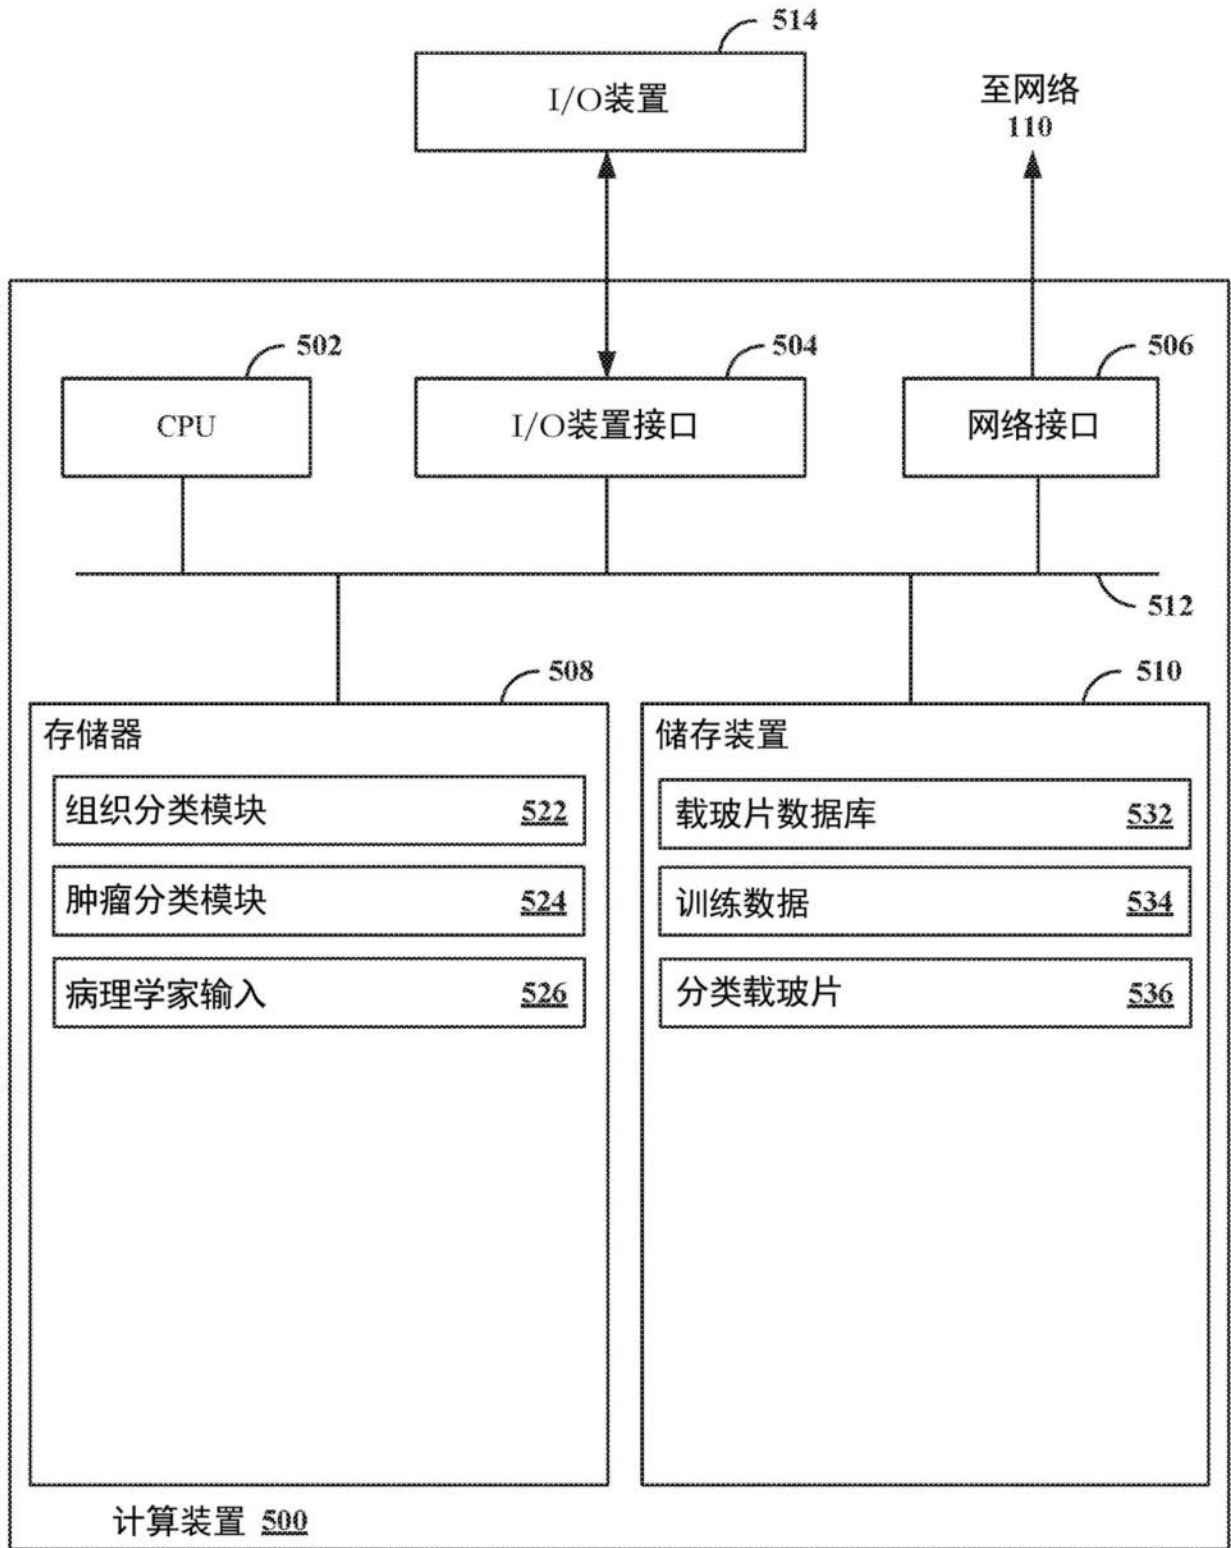 514
I/O装置
至网络
110
502
504
506
CPU
I/O装置接口
网络接口
512
508
510
存储器
储存装置
组织分类模块 522
载玻片数据库 532
肿瘤分类模块 524
训练数据 534
病理学家输入 526
分类载玻片 536
计算装置 500